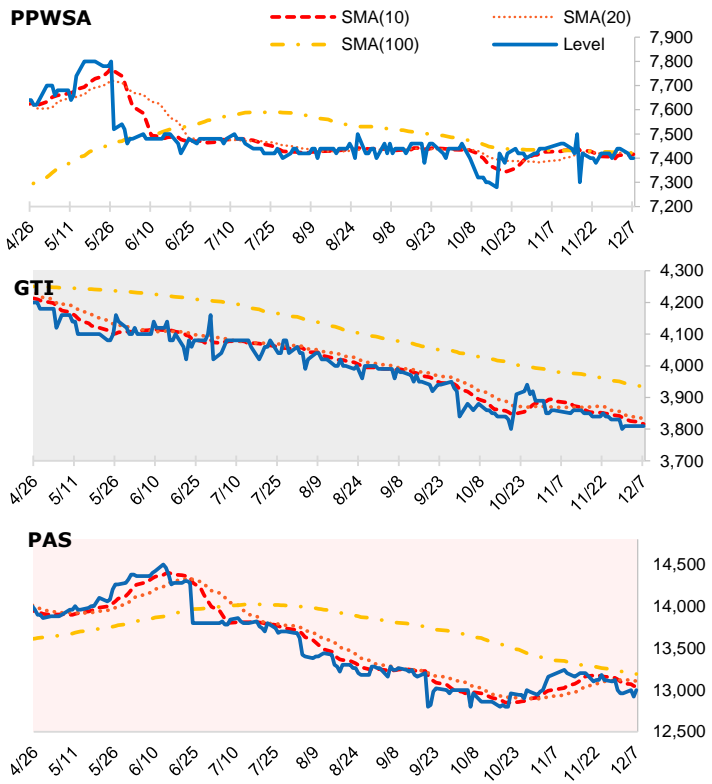 PPWSA
SMA(10) SMA(20)
SMA(100) Level
7,900
7,800
7,700
7,600
7,500
7,400
7,300
7,200
4/26 5/11 5/26 6/10 6/25 7/10 7/25 8/9 8/24 9/8 9/23 10/8 10/23 11/7 11/22 12/7
GTI
4,300
4,200
4,100
4,000
3,900
3,800
3,700
4/26 5/11 5/26 6/10 6/25 7/10 7/25 8/9 8/24 9/8 9/23 10/8 10/23 11/7 11/22 12/7
PAS
14,500
14,000
13,500
13,000
12,500
4/26 5/11 5/26 6/10 6/25 7/10 7/25 8/9 8/24 9/8 9/23 10/8 10/23 11/7 11/22 12/7